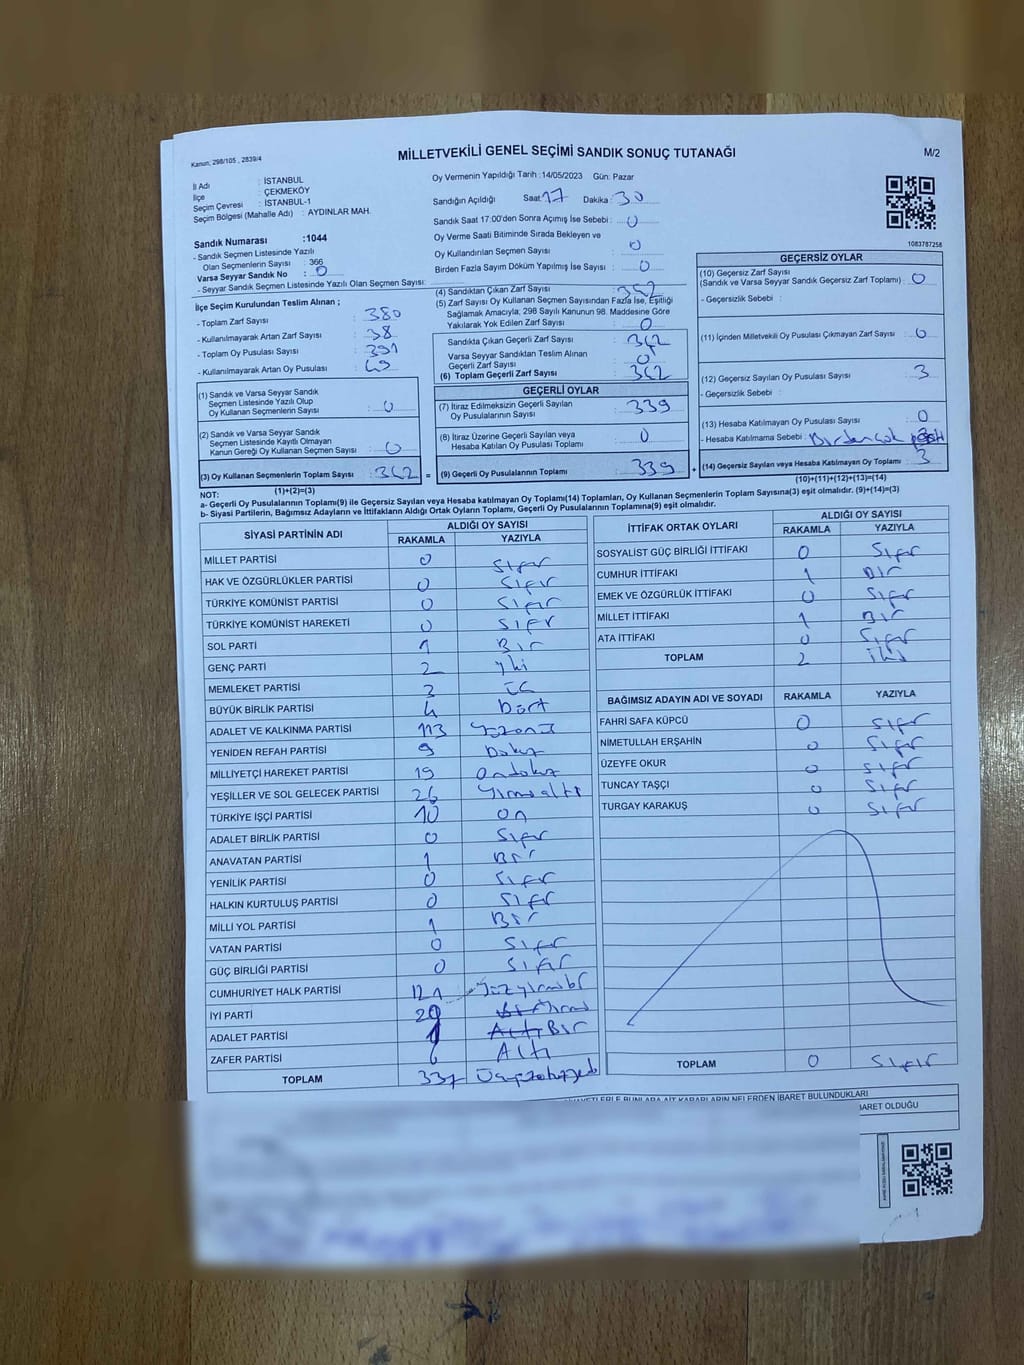 Kanun, 298/105 , 2839/4
MİLLETVEKİLİ GENEL SEÇİMİ SANDIK SONUÇ TUTANAĞI
M/2
İl Adı : İSTANBUL
İlçe : ÇEKMEKÖY
Seçim Çevresi : İSTANBUL-1
Seçim Bölgesi (Mahalle Adı) : AYDINLAR MAH.
Oy Vermenin Yapıldığı Tarih :14/05/2023 Gün: Pazar
Sandığın Açıldığı Saat: 17 Dakika : 30
Sandık Saat 17:00'den Sonra Açımış İse Sebebi : 0
Oy Verme Saati Bitiminde Sırada Bekleyen ve
Oy Kullandırılan Seçmen Sayısı : 0
Birden Fazla Sayım Döküm Yapılmış İse Sayısı : 0
1083787258
Sandık Numarası :1044
- Sandık Seçmen Listesinde Yazılı
Olan Seçmenlerin Sayısı : 366
Varsa Seyyar Sandık No : 0
- Seyyar Sandık Seçmen Listesinde Yazılı Olan Seçmen Sayısı:
İlçe Seçim Kurulundan Teslim Alınan ;
- Toplam Zarf Sayısı : 380
- Kullanılmayarak Artan Zarf Sayısı : 38
- Toplam Oy Pusulası Sayısı : 391
- Kullanılmayarak Artan Oy Pusulası : 49
(1) Sandık ve Varsa Seyyar Sandık
Seçmen Listesinde Yazılı Olup
Oy Kullanan Seçmenlerin Sayısı : 0
(2) Sandık ve Varsa Seyyar Sandık
Seçmen Listesinde Kayıtlı Olmayan
Kanun Gereği Oy Kullanan Seçmen Sayısı : 0
(3) Oy Kullanan Seçmenlerin Toplam Sayısı : 342 =
(1)+(2)=(3)
(4) Sandıktan Çıkan Zarf Sayısı : 342
(5) Zarf Sayısı Oy Kullanan Seçmen Sayısından Fazla İse, Eşitliği
Sağlamak Amacıyla; 298 Sayılı Kanunun 98. Maddesine Göre
Yakılarak Yok Edilen Zarf Sayısı : 0
Sandıkta Çıkan Geçerli Zarf Sayısı : 342
Varsa Seyyar Sandıktan Teslim Alınan
Geçerli Zarf Sayısı : 0
(6) Toplam Geçerli Zarf Sayısı : 342
GEÇERLİ OYLAR
(7) İtiraz Edilmeksizin Geçerli Sayılan
Oy Pusulalarının Sayısı : 339
(8) İtiraz Üzerine Geçerli Sayılan veya
Hesaba Katılan Oy Pusulası Toplamı : 0
(9) Geçerli Oy Pusulalarının Toplamı : 339 +
GEÇERSİZ OYLAR
(10) Geçersiz Zarf Sayısı
(Sandık ve Varsa Seyyar Sandık Geçersiz Zarf Toplamı) : 0
- Geçersizlik Sebebi :
(11) İçinden Milletvekili Oy Pusulası Çıkmayan Zarf Sayısı : 0
(12) Geçersiz Sayılan Oy Pusulası Sayısı : 3
- Geçersizlik Sebebi :
(13) Hesaba Katılmayan Oy Pusulası Sayısı : 0
- Hesaba Katılmama Sebebi : Birden çok
(14) Geçersiz Sayılan veya Hesaba Katılmayan Oy Toplamı : 3
(10)+(11)+(12)+(13)=(14)
NOT:
a- Geçerli Oy Pusulalarının Toplamı(9) ile Geçersiz Sayılan veya Hesaba katılmayan Oy Toplamı(14) Toplamları, Oy Kullanan Seçmenlerin Toplam Sayısına(3) eşit olmalıdır. (9)+(14)=(3)
b- Siyasi Partilerin, Bağımsız Adayların ve İttifakların Aldığı Ortak Oyların Toplamı, Geçerli Oy Pusulalarının Toplamına(9) eşit olmalıdır.
SİYASİ PARTİNİN ADI ALDIĞI OY SAYISI
RAKAMLA YAZIYLA
MİLLET PARTİSİ 0 Sıfır
HAK VE ÖZGÜRLÜKLER PARTİSİ 0 Sıfır
TÜRKİYE KOMÜNİST PARTİSİ 0 Sıfır
TÜRKİYE KOMÜNİST HAREKETİ 0 Sıfır
SOL PARTİ 1 Bir
GENÇ PARTİ 2 iki
MEMLEKET PARTİSİ 3 üç
BÜYÜK BİRLİK PARTİSİ 4 Dört
ADALET VE KALKINMA PARTİSİ 113 yüzonüç
YENİDEN REFAH PARTİSİ 9 Dokuz
MİLLİYETÇİ HAREKET PARTİSİ 19 ondokuz
YEŞİLLER VE SOL GELECEK PARTİSİ 26 yirmialtı
TÜRKİYE İŞÇİ PARTİSİ 10 on
ADALET BİRLİK PARTİSİ 0 Sıfır
ANAVATAN PARTİSİ 1 Bir
YENİLİK PARTİSİ 0 Sıfır
HALKIN KURTULUŞ PARTİSİ 0 Sıfır
MİLLİ YOL PARTİSİ 1 Bir
VATAN PARTİSİ 0 Sıfır
GÜÇ BİRLİĞİ PARTİSİ 0 Sıfır
CUMHURİYET HALK PARTİSİ 121 yüzyirmibir
İYİ PARTİ
ADALET PARTİSİ 1 Altı Bir
ZAFER PARTİSİ 6 Altı
TOPLAM 337 Üçyüzotuzyedi
İTTİFAK ORTAK OYLARI ALDIĞI OY SAYISI
RAKAMLA YAZIYLA
SOSYALİST GÜÇ BİRLİĞİ İTTİFAKI 0 Sıfır
CUMHUR İTTİFAKI 1 Bir
EMEK VE ÖZGÜRLÜK İTTİFAKI 0 Sıfır
MİLLET İTTİFAKI 1 Bir
ATA İTTİFAKI 0 Sıfır
TOPLAM 2 iki
BAĞIMSIZ ADAYIN ADI VE SOYADI RAKAMLA YAZIYLA
FAHRİ SAFA KÜPCÜ 0 Sıfır
NİMETULLAH ERŞAHİN 0 Sıfır
ÜZEYFE OKUR 0 Sıfır
TUNCAY TAŞÇI 0 Sıfır
TURGAY KARAKUŞ 0 Sıfır
TOPLAM 0 Sıfır
BARET OLDUĞU